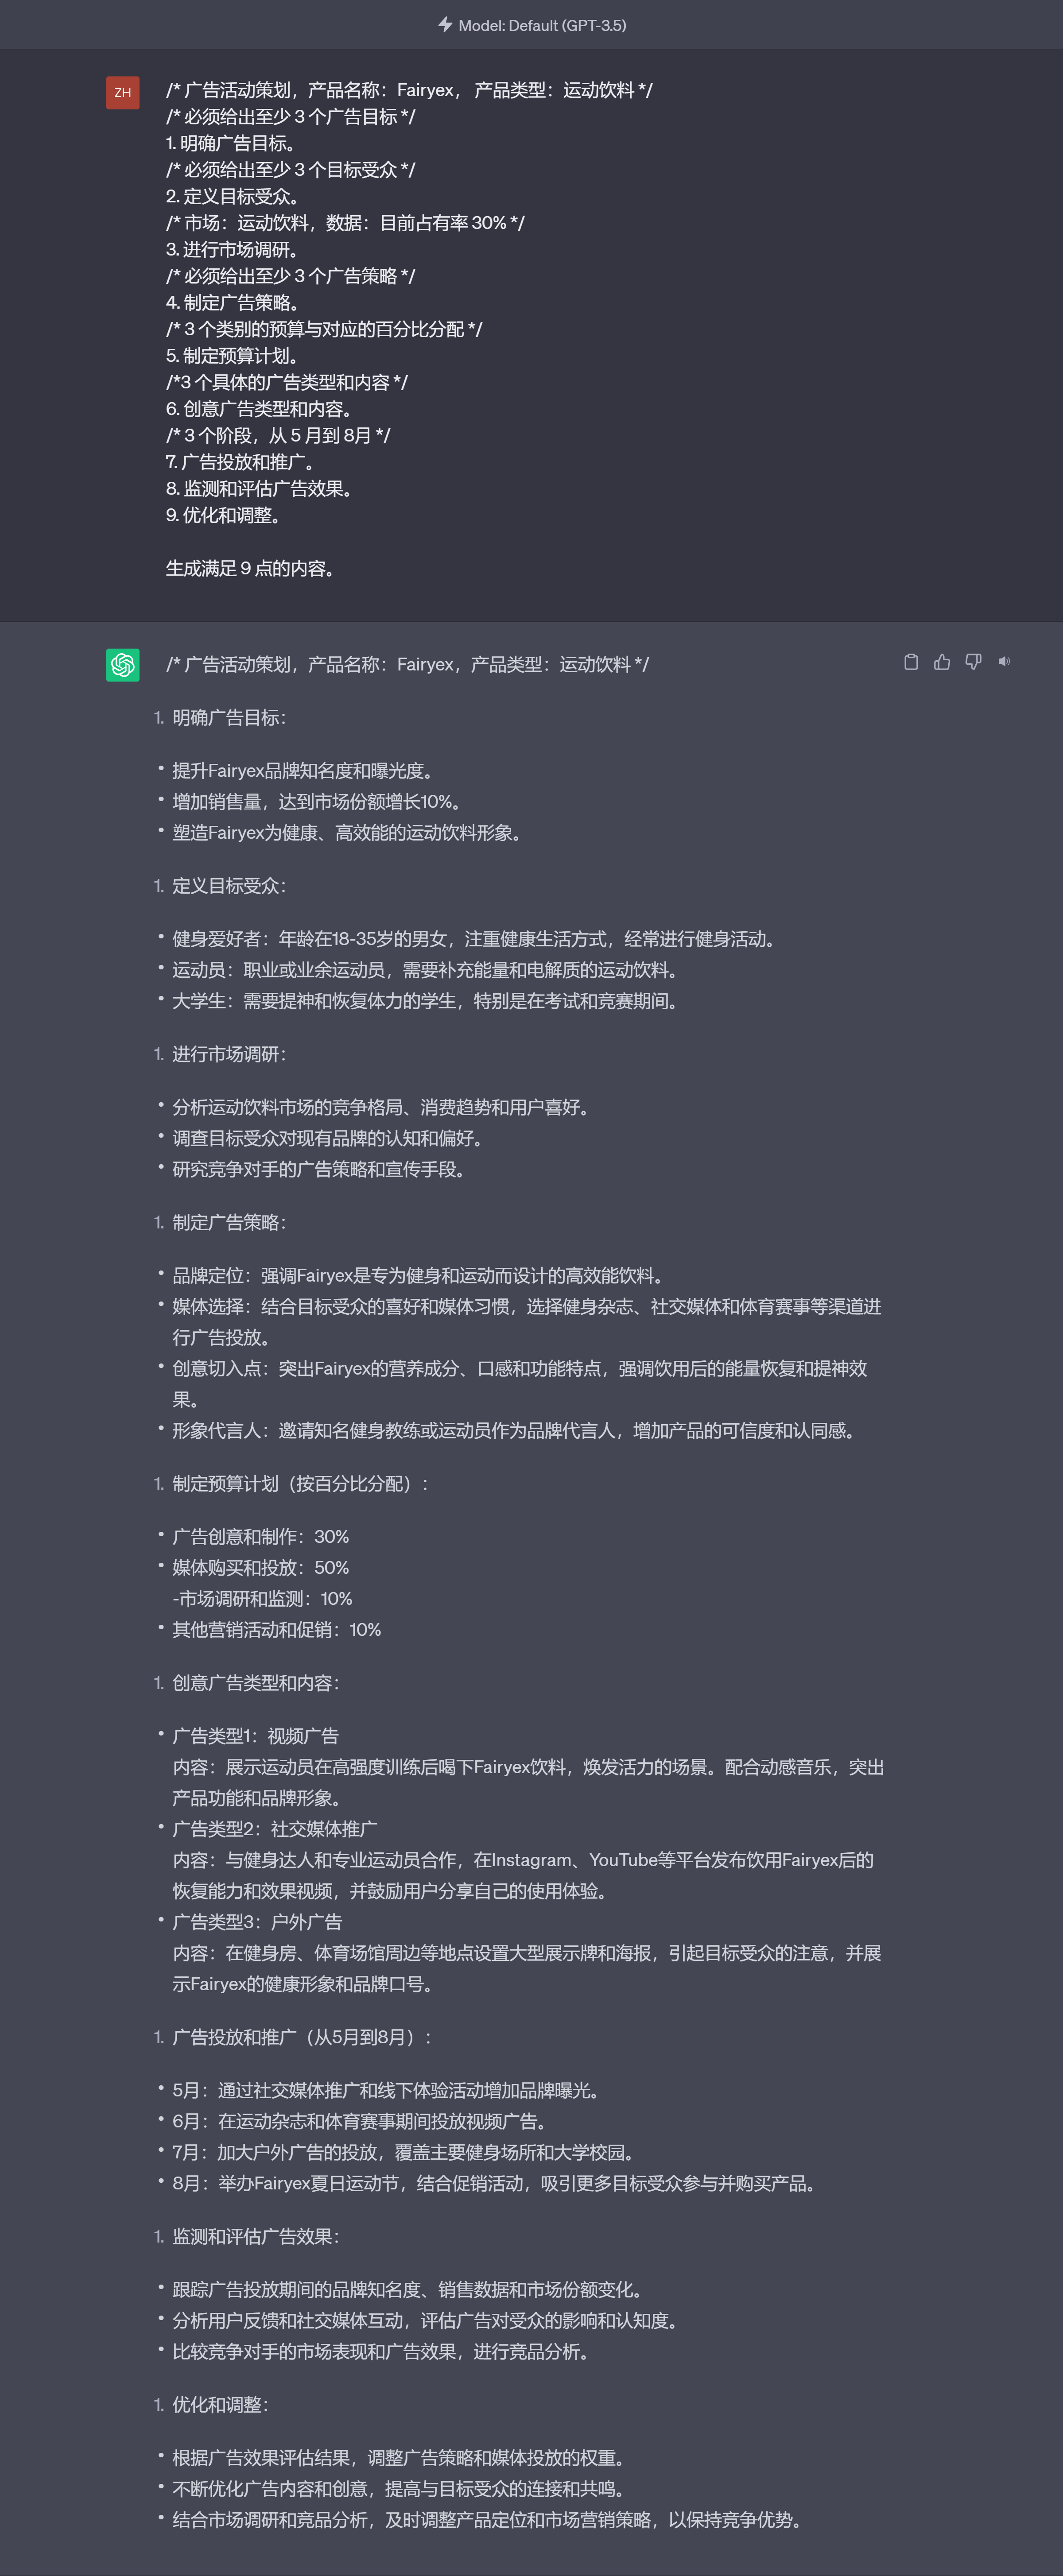 Model: Default (GPT-3.5)
ZH
/* 广告活动策划，产品名称：Fairyex， 产品类型：运动饮料 */
/* 必须给出至少 3 个广告目标 */
1. 明确广告目标。
/* 必须给出至少 3 个目标受众 */
2. 定义目标受众。
/* 市场：运动饮料，数据：目前占有率 30% */
3. 进行市场调研。
/* 必须给出至少 3 个广告策略 */
4. 制定广告策略。
/* 3 个类别的预算与对应的百分比分配 */
5. 制定预算计划。
/*3 个具体的广告类型和内容 */
6. 创意广告类型和内容。
/* 3 个阶段，从 5 月到 8月 */
7. 广告投放和推广。
8. 监测和评估广告效果。
9. 优化和调整。
生成满足 9 点的内容。
/* 广告活动策划，产品名称：Fairyex，产品类型：运动饮料 */
1. 明确广告目标：
• 提升Fairyex品牌知名度和曝光度。
• 增加销售量，达到市场份额增长10%。
• 塑造Fairyex为健康、高效能的运动饮料形象。
1. 定义目标受众：
• 健身爱好者：年龄在18-35岁的男女，注重健康生活方式，经常进行健身活动。
• 运动员：职业或业余运动员，需要补充能量和电解质的运动饮料。
• 大学生：需要提神和恢复体力的学生，特别是在考试和竞赛期间。
1. 进行市场调研：
• 分析运动饮料市场的竞争格局、消费趋势和用户喜好。
• 调查目标受众对现有品牌的认知和偏好。
• 研究竞争对手的广告策略和宣传手段。
1. 制定广告策略：
• 品牌定位：强调Fairyex是专为健身和运动而设计的高效能饮料。
• 媒体选择：结合目标受众的喜好和媒体习惯，选择健身杂志、社交媒体和体育赛事等渠道进
行广告投放。
• 创意切入点：突出Fairyex的营养成分、口感和功能特点，强调饮用后的能量恢复和提神效
果。
• 形象代言人：邀请知名健身教练或运动员作为品牌代言人，增加产品的可信度和认同感。
1. 制定预算计划（按百分比分配）：
• 广告创意和制作：30%
• 媒体购买和投放：50%
-市场调研和监测：10%
• 其他营销活动和促销：10%
1. 创意广告类型和内容：
• 广告类型1：视频广告
内容：展示运动员在高强度训练后喝下Fairyex饮料，焕发活力的场景。配合动感音乐，突出
产品功能和品牌形象。
• 广告类型2：社交媒体推广
内容：与健身达人和专业运动员合作，在Instagram、YouTube等平台发布饮用Fairyex后的
恢复能力和效果视频，并鼓励用户分享自己的使用体验。
• 广告类型3：户外广告
内容：在健身房、体育场馆周边等地点设置大型展示牌和海报，引起目标受众的注意，并展
示Fairyex的健康形象和品牌口号。
1. 广告投放和推广（从5月到8月）：
• 5月：通过社交媒体推广和线下体验活动增加品牌曝光。
• 6月：在运动杂志和体育赛事期间投放视频广告。
• 7月：加大户外广告的投放，覆盖主要健身场所和大学校园。
• 8月：举办Fairyex夏日运动节，结合促销活动，吸引更多目标受众参与并购买产品。
1. 监测和评估广告效果：
• 跟踪广告投放期间的品牌知名度、销售数据和市场份额变化。
• 分析用户反馈和社交媒体互动，评估广告对受众的影响和认知度。
• 比较竞争对手的市场表现和广告效果，进行竞品分析。
1. 优化和调整：
• 根据广告效果评估结果，调整广告策略和媒体投放的权重。
• 不断优化广告内容和创意，提高与目标受众的连接和共鸣。
• 结合市场调研和竞品分析，及时调整产品定位和市场营销策略，以保持竞争优势。